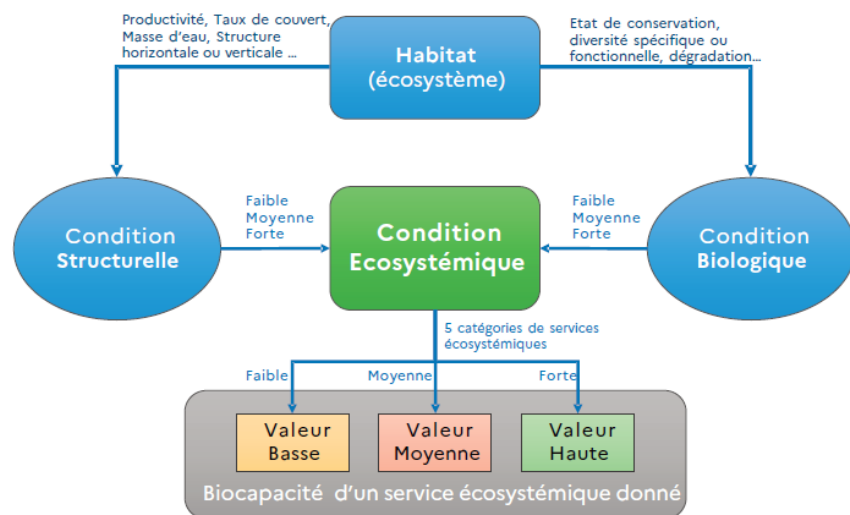 Productivité, Taux de couvert,
Masse d'eau, Structure
horizontale ou verticale ...
Habitat
(écosystème)
Etat de conservation,
diversité spécifique ou
fonctionnelle, dégradation...
Condition
Structurelle
Faible
Moyenne
Forte
Condition
Ecosystémique
Faible
Moyenne
Forte
Condition
Biologique
5 catégories de services
écosystémiques
Faible
Moyenne
Forte
Valeur
Basse
Valeur
Moyenne
Valeur
Haute
Biocapacité d'un service écosystémique donné